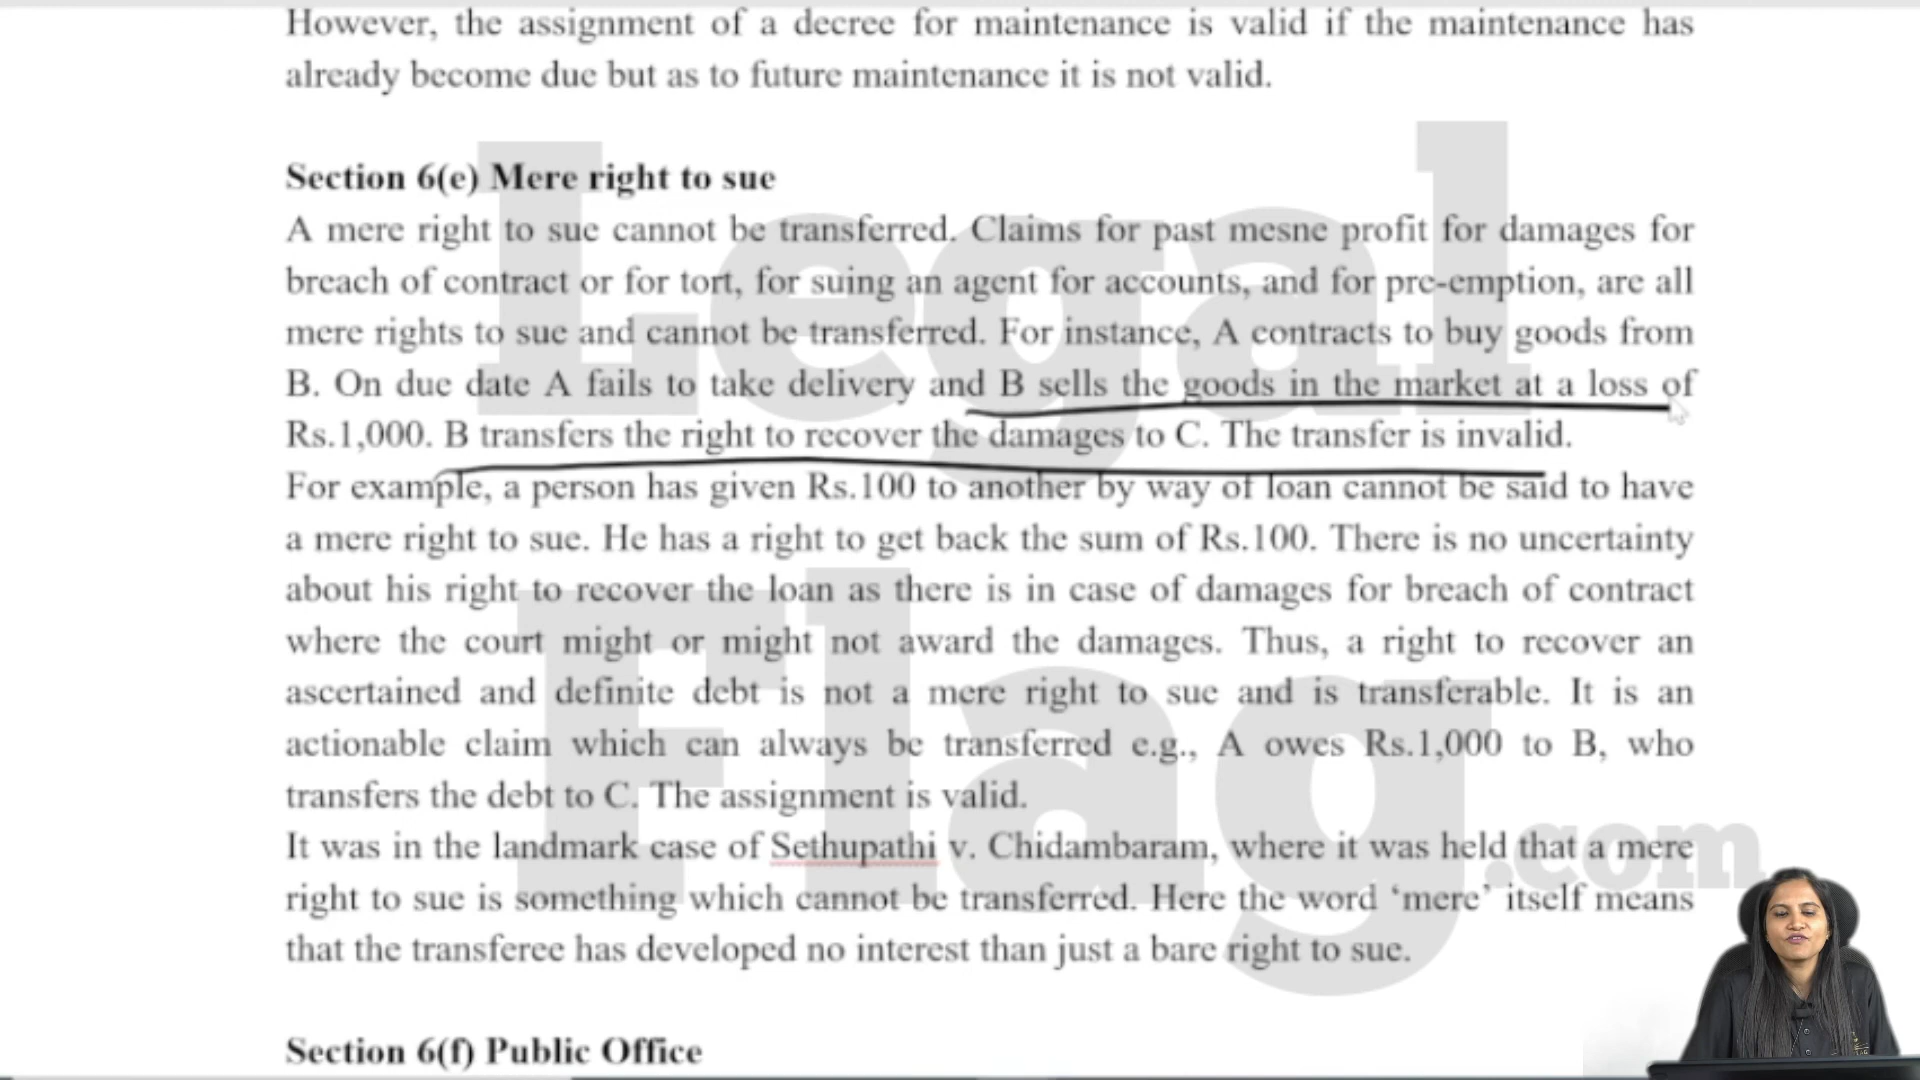 However, the assignment of a decree for maintenance is valid if the maintenance has
already become due but as to future maintenance it is not valid.
Section 6(e) Mere right to sue
A mere right to sue cannot be transferred. Claims for past mesne profit for damages for
breach of contract or for tort, for suing an agent for accounts, and for pre-emption, are all
mere rights to sue and cannot be transferred. For instance, A contracts to buy goods from
B. On due date A fails to take delivery and B sells the goods in the market at a loss of
Rs.1,000. B transfers the right to recover the damages to C. The transfer is invalid.
For example, a person has given Rs.100 to another by way of loan cannot be said to have
a mere right to sue. He has a right to get back the sum of Rs.100. There is no uncertainty
about his right to recover the loan as there is in case of damages for breach of contract
where the court might or might not award the damages. Thus, a right to recover an
ascertained and definite debt is not a mere right to sue and is transferable. It is an
actionable claim which can always be transferred e.g., A owes Rs.1,000 to B, who
transfers the debt to C. The assignment is valid.
It was in the landmark case of Sethupathi v. Chidambaram, where it was held that a mere
right to sue is something which cannot be transferred. Here the word ‘mere’ itself means
that the transferee has developed no interest than just a bare right to sue.
Section 6(f) Public Office
Legal
Flag.com